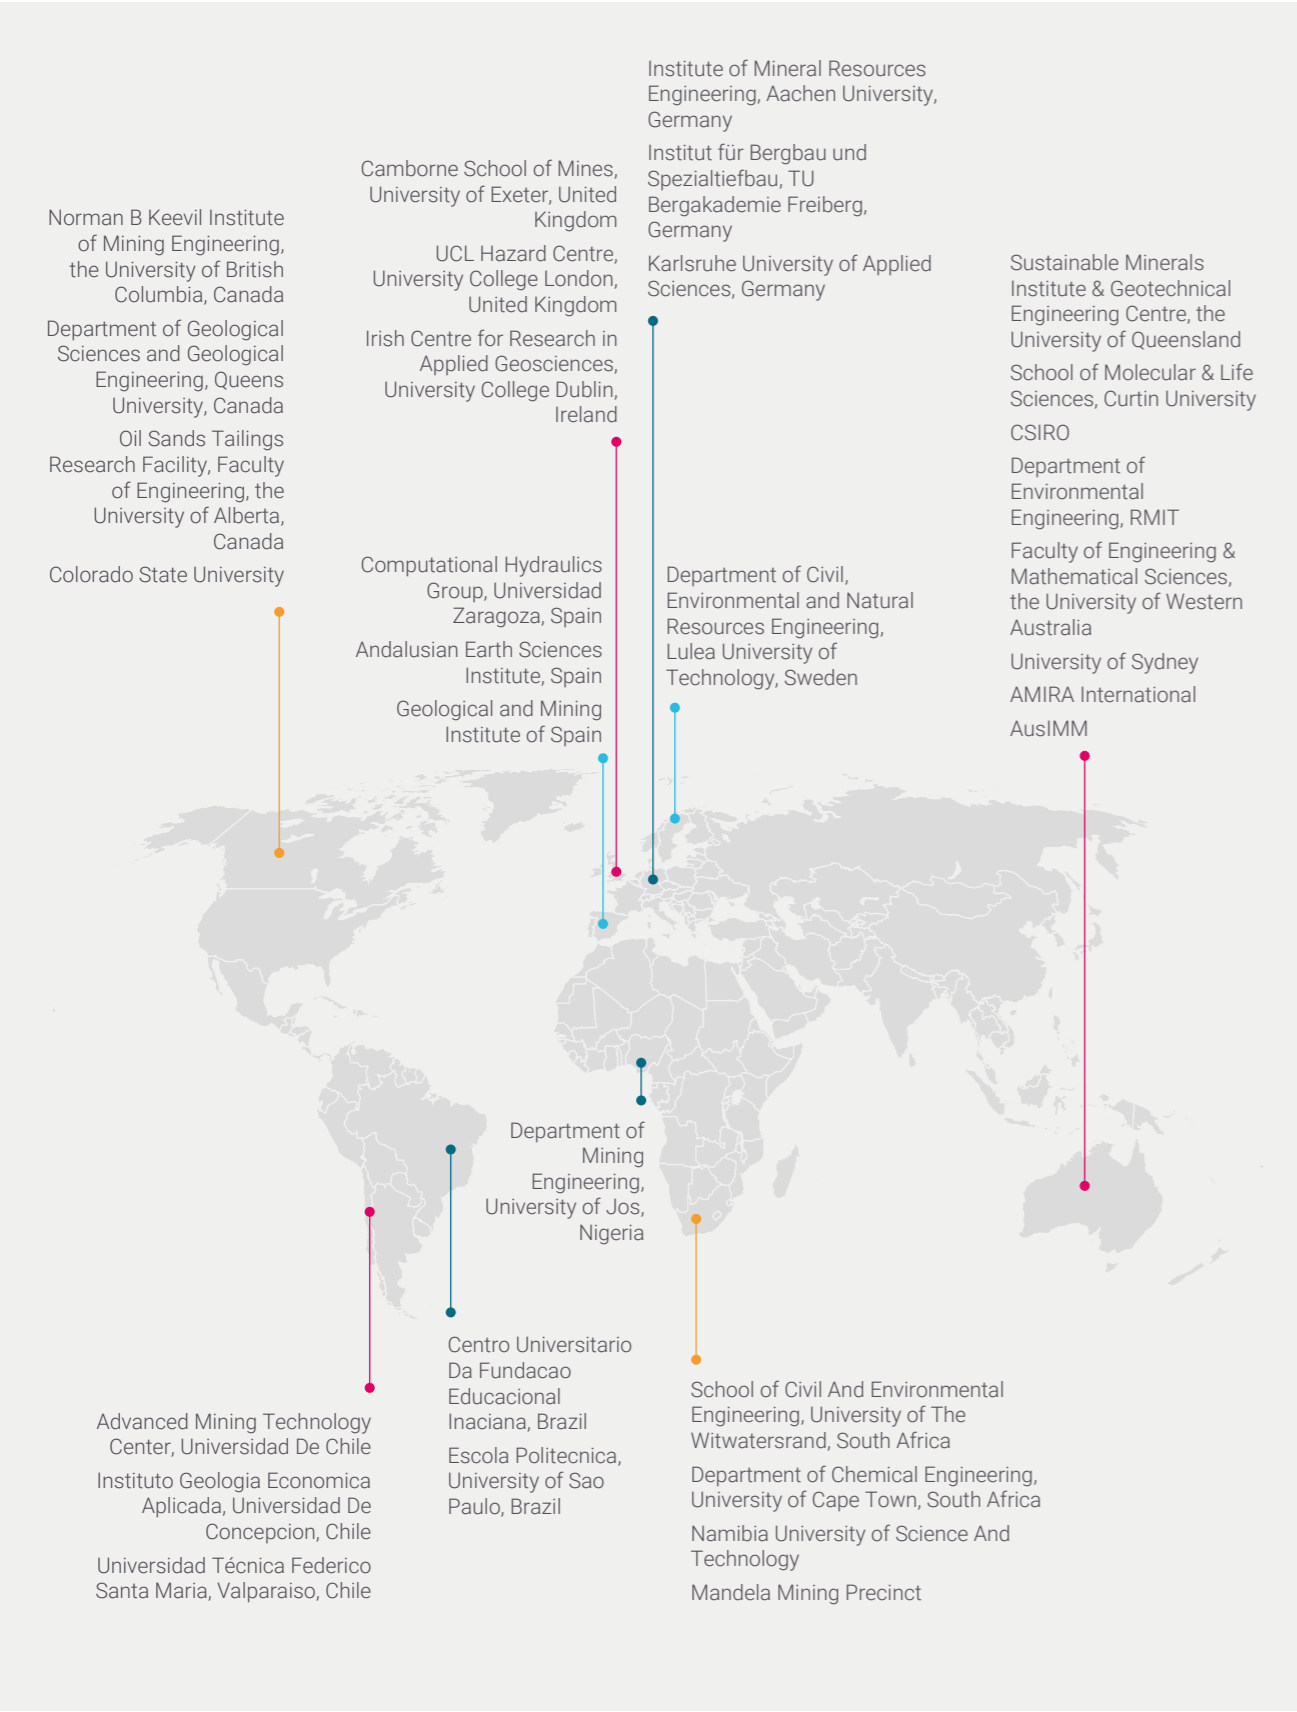 Norman B Keevil Institute
of Mining Engineering,
the University of British
Columbia, Canada
Department of Geological
Sciences and Geological
Engineering, Queens
University, Canada
Oil Sands Tailings
Research Facility, Faculty
of Engineering, the
University of Alberta,
Canada
Colorado State University
Camborne School of Mines,
University of Exeter, United
Kingdom
UCL Hazard Centre,
University College London,
United Kingdom
Irish Centre for Research in
Applied Geosciences,
University College Dublin,
Ireland
Computational Hydraulics
Group, Universidad
Zaragoza, Spain
Andalusian Earth Sciences
Institute, Spain
Geological and Mining
Institute of Spain
Institute of Mineral Resources
Engineering, Aachen University,
Germany
Institut für Bergbau und
Spezialtiefbau, TU
Bergakademie Freiberg,
Germany
Karlsruhe University of Applied
Sciences, Germany
Department of Civil,
Environmental and Natural
Resources Engineering,
Lulea University of
Technology, Sweden
Sustainable Minerals
Institute & Geotechnical
Engineering Centre, the
University of Queensland
School of Molecular & Life
Sciences, Curtin University
CSIRO
Department of
Environmental
Engineering, RMIT
Faculty of Engineering &
Mathematical Sciences,
the University of Western
Australia
University of Sydney
AMIRA International
AusIMM
Department of
Mining
Engineering,
University of Jos,
Nigeria
Advanced Mining Technology
Center, Universidad De Chile
Instituto Geologia Economica
Aplicada, Universidad De
Concepcion, Chile
Universidad Técnica Federico
Santa Maria, Valparaiso, Chile
Centro Universitario
Da Fundacao
Educacional
Inaciana, Brazil
Escola Politecnica,
University of Sao
Paulo, Brazil
School of Civil And Environmental
Engineering, University of The
Witwatersrand, South Africa
Department of Chemical Engineering,
University of Cape Town, South Africa
Namibia University of Science And
Technology
Mandela Mining Precinct